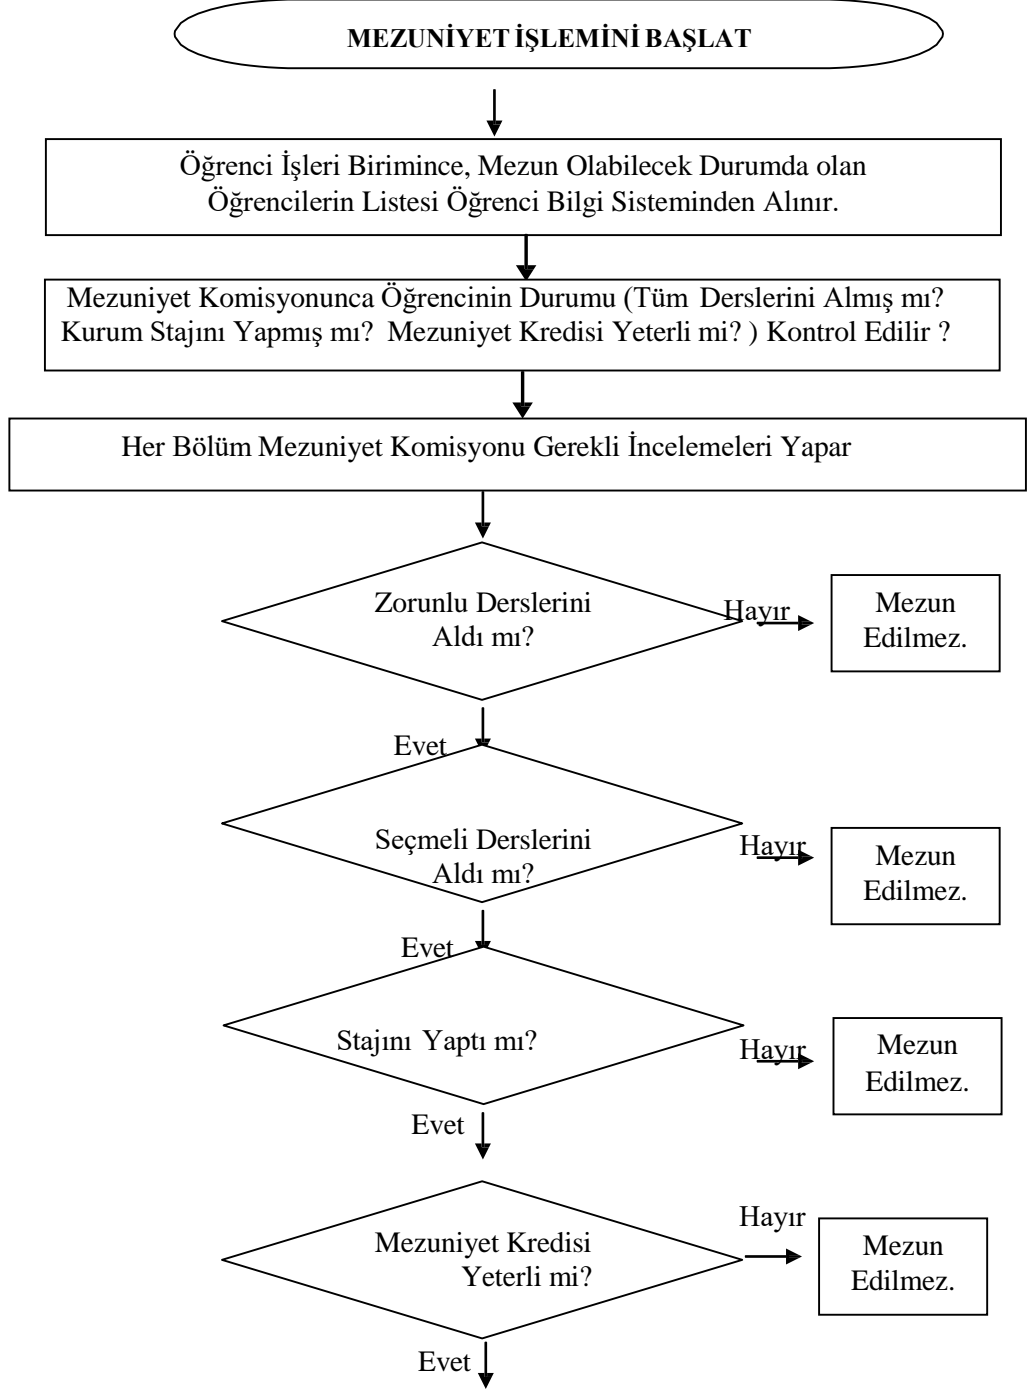 MEZUNİYET İŞLEMİNİ BAŞLAT
Öğrenci İşleri Birimince, Mezun Olabilecek Durumda olan
Öğrencilerin Listesi Öğrenci Bilgi Sisteminden Alınır.
Mezuniyet Komisyonunca Öğrencinin Durumu (Tüm Derslerini Almış mı?
Kurum Stajını Yapmış mı? Mezuniyet Kredisi Yeterli mi? ) Kontrol Edilir ?
Her Bölüm Mezuniyet Komisyonu Gerekli İncelemeleri Yapar
Zorunlu Derslerini
Aldı mı?
Hayır
Mezun
Edilmez.
Evet
Seçmeli Derslerini
Aldı mı?
Hayır
Mezun
Edilmez.
Evet
Stajını Yaptı mı?
Hayır
Mezun
Edilmez.
Evet
Mezuniyet Kredisi
Yeterli mi?
Hayır
Mezun
Edilmez.
Evet